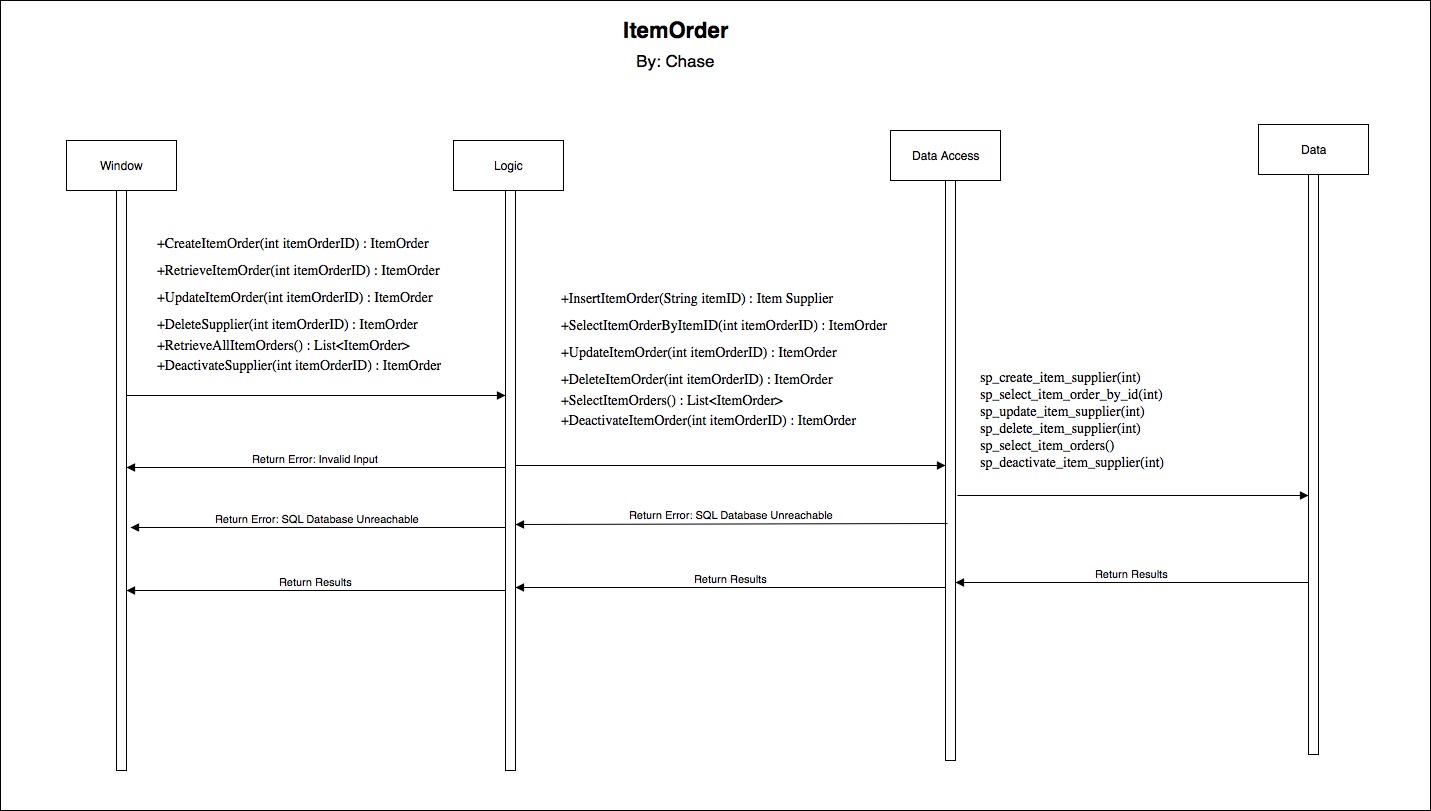 ItemOrder
By: Chase
Window
Logic
Data Access
Data
+CreateItemOrder(int itemOrderID) : ItemOrder
+RetrieveItemOrder(int itemOrderID) : ItemOrder
+UpdateItemOrder(int itemOrderID) : ItemOrder
+DeleteSupplier(int itemOrderID) : ItemOrder
+RetrieveAllItemOrders() : List<ItemOrder>
+DeactivateSupplier(int itemOrderID) : ItemOrder
+InsertItemOrder(String itemID) : Item Supplier
+SelectItemOrderByItemID(int itemOrderID) : ItemOrder
+UpdateItemOrder(int itemOrderID) : ItemOrder
+DeleteItemOrder(int itemOrderID) : ItemOrder
+SelectItemOrders() : List<ItemOrder>
+DeactivateItemOrder(int itemOrderID) : ItemOrder
sp_create_item_supplier(int)
sp_select_item_order_by_id(int)
sp_update_item_supplier(int)
sp_delete_item_supplier(int)
sp_select_item_orders()
sp_deactivate_item_supplier(int)
Return Error: Invalid Input
Return Error: SQL Database Unreachable
Return Error: SQL Database Unreachable
Return Results
Return Results
Return Results